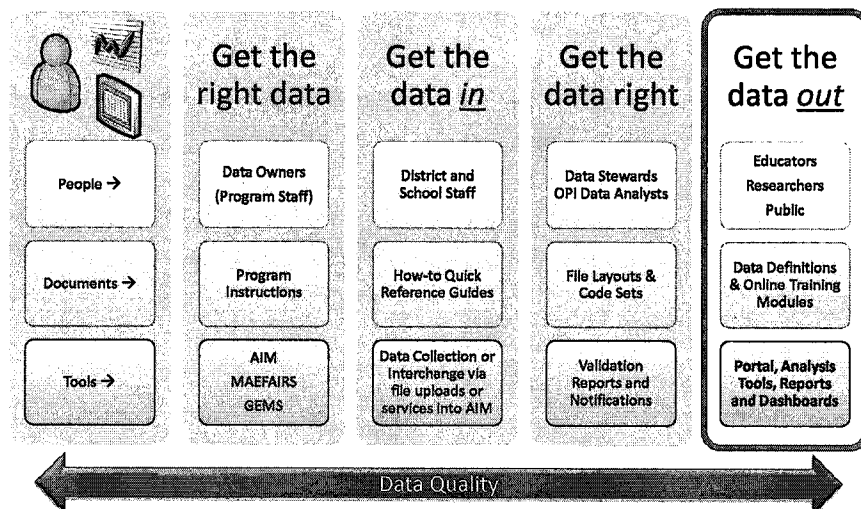 Get the
right data
Get the
data in
Get the
data right
Get the
data out
People →
Data Owners
(Program Staff)
District and
School Staff
Data Stewards
OPI Data Analysts
Educators
Researchers
Public
Documents →
Program
Instructions
How-to Quick
Reference Guides
File Layouts &
Code Sets
Data Definitions
& Online Training
Modules
Tools →
AIM
MAEFAIRS
GEMS
Data Collection or
Interchange via
file uploads or
services into AIM
Validation
Reports and
Notifications
Portal, Analysis
Tools, Reports
and Dashboards
Data Quality